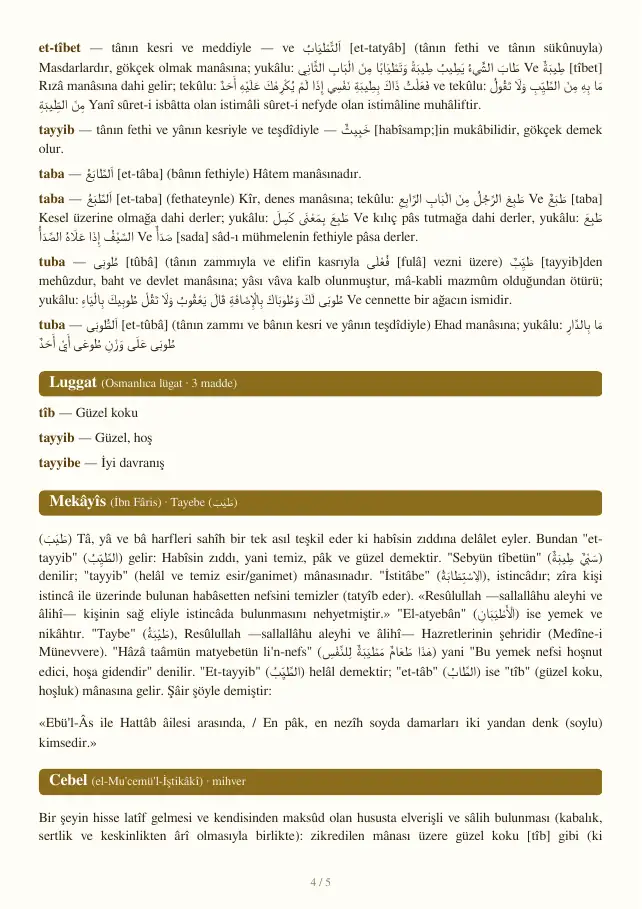 et-tîbet — tânın kesri ve meddiyle — ve اَلتَّطْيَابُ [et-tatyâb] (tânın fethi ve tânın sükûnuyla)
Masdarlardır, gökçek olmak manâsına; yukâlu: طَابَ الشَّيْءُ يَطِيبُ طِيبَةً وَتَطْيَابًا مِنَ الْبَابِ الثَّانِي Ve طِيبَةٌ [tîbet]
Rızâ manâsına dahi gelir; tekûlu: فَعَلْتُ ذَاكَ بِطِيبَةِ نَفْسِي إِذَا لَمْ يُكْرِهْكَ عَلَيْهِ أَحَدٌ ve tekûlu: مَا بِهِ مِنَ الطِّيبِ وَلَا تَقُولُ
مِنَ الطِّيبَةِ Yanî sûret-i isbâtta olan istimâli sûret-i nefyde olan istimâline muhâliftir.
tayyib — tânın fethi ve yânın kesriyle ve teşdîdiyle — خَبِيثٌ [habîsamp;]in mukâbilidir, gökçek demek
olur.
taba — اَلطَّابَعُ [et-tâba] (bânın fethiyle) Hâtem manâsınadır.
taba — اَلطَّبَعُ [et-taba] (fethateynle) Kîr, denes manâsına; tekûlu: طَبِعَ الرَّجُلُ مِنَ الْبَابِ الرَّابِعِ Ve طَبَعٌ [taba]
Kesel üzerine olmağa dahi derler; yukâlu: طَبِعَ بِمَعْنَى كَسِلَ Ve kılıç pâs tutmağa dahi derler, yukâlu: طَبِعَ
السَّيْفُ إِذَا عَلَاهُ الصَّدَأُ Ve صَدَأٌ [sada] sâd-ı mühmelenin fethiyle pâsa derler.
tuba — طُوبَى [tûbâ] (tânın zammıyla ve elifin kasrıyla فُعْلَى [fulâ] vezni üzere) طَيِّبٌ [tayyib]den
mehûzdur, baht ve devlet manâsına; yâsı vâva kalb olunmuştur, mâ-kabli mazmûm olduğundan ötürü;
yukâlu: طُوبَى لَكَ وَطُوبَاكَ بِالْإِضَافَةِ قَالَ يَعْقُوبُ وَلَا تَقُلْ طُوبِيكَ بِالْيَاءِ Ve cennette bir ağacın ismidir.
tuba — اَلطُّوبَى [et-tûbâ] (tânın zammı ve bânın kesri ve yânın teşdîdiyle) Ehad manâsına; yukâlu: مَا بِالدَّارِ
طُوبَى عَلَى وَزْنِ طُوعَى أَيْ أَحَدٌ
Luggat (Osmanlıca lügat · 3 madde)
tîb — Güzel koku
tayyib — Güzel, hoş
tayyibe — İyi davranış
Mekâyîs (İbn Fâris) · Tayebe (طَيَبَ)
(طَيَبَ) Tâ, yâ ve bâ harfleri sahîh bir tek asıl teşkil eder ki habîsin zıddına delâlet eyler. Bundan "et-
tayyib" (الطَّيِّبُ) gelir: Habîsin zıddı, yani temiz, pâk ve güzel demektir. "Sebyün tîbetün" (سَبْيٌ طِيبَةٌ)
denilir; "tayyib" (helâl ve temiz esir/ganimet) mânasınadır. "İstitâbe" (الِاسْتِطَابَةُ), istincâdır; zîra kişi
istincâ ile üzerinde bulunan habâsetten nefsini temizler (tatyîb eder). «Resûlullah —sallallâhu aleyhi ve
âlihî— kişinin sağ eliyle istincâda bulunmasını nehyetmiştir.» "El-atyebân" (الْأَطْيَبَانِ) ise yemek ve
nikâhtır. "Taybe" (طَيْبَةُ), Resûlullah —sallallâhu aleyhi ve âlihî— Hazretlerinin şehridir (Medîne-i
Münevvere). "Hâzâ taâmün matyebetün li'n-nefs" (هَذَا طَعَامٌ مَطْيَبَةٌ لِلنَّفْسِ) yani "Bu yemek nefsi hoşnut
edici, hoşa gidendir" denilir. "Et-tayyib" (الطَّيِّبُ) helâl demektir; "et-tâb" (الطَّابُ) ise "tîb" (güzel koku,
hoşluk) mânasına gelir. Şâir şöyle demiştir:
«Ebü'l-Âs ile Hattâb âilesi arasında, / En pâk, en nezîh soyda damarları iki yandan denk (soylu)
kimsedir.»
Cebel (el-Mu'cemü'l-İştikâkî) · mihver
Bir şeyin hisse latîf gelmesi ve kendisinden maksûd olan hususta elverişli ve sâlih bulunması (kabalık,
sertlik ve keskinlikten ârî olmasıyla birlikte): zikredilen mânası üzere güzel koku [tîb] gibi (ki
4 / 5